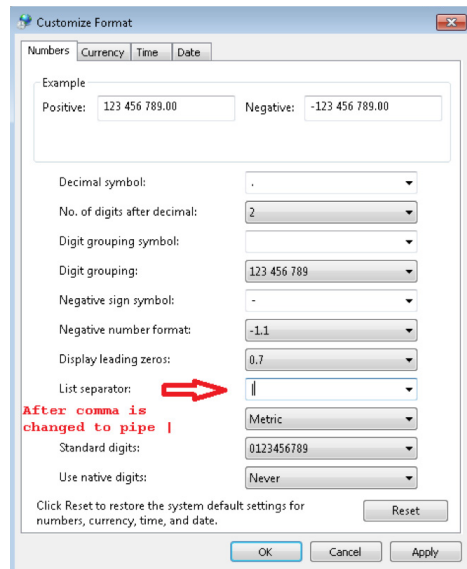 Customize Format
Numbers Currency Time Date
Example
Positive: 123 456 789.00 Negative: -123 456 789.00
Decimal symbol: .
No. of digits after decimal: 2
Digit grouping symbol:
Digit grouping: 123 456 789
Negative sign symbol: -
Negative number format: -1.1
Display leading zeros: 0.7
List separator: |
After comma is
changed to pipe |
Metric
Standard digits: 0123456789
Use native digits: Never
Click Reset to restore the system default settings for
numbers, currency, time, and date.
Reset
OK Cancel Apply